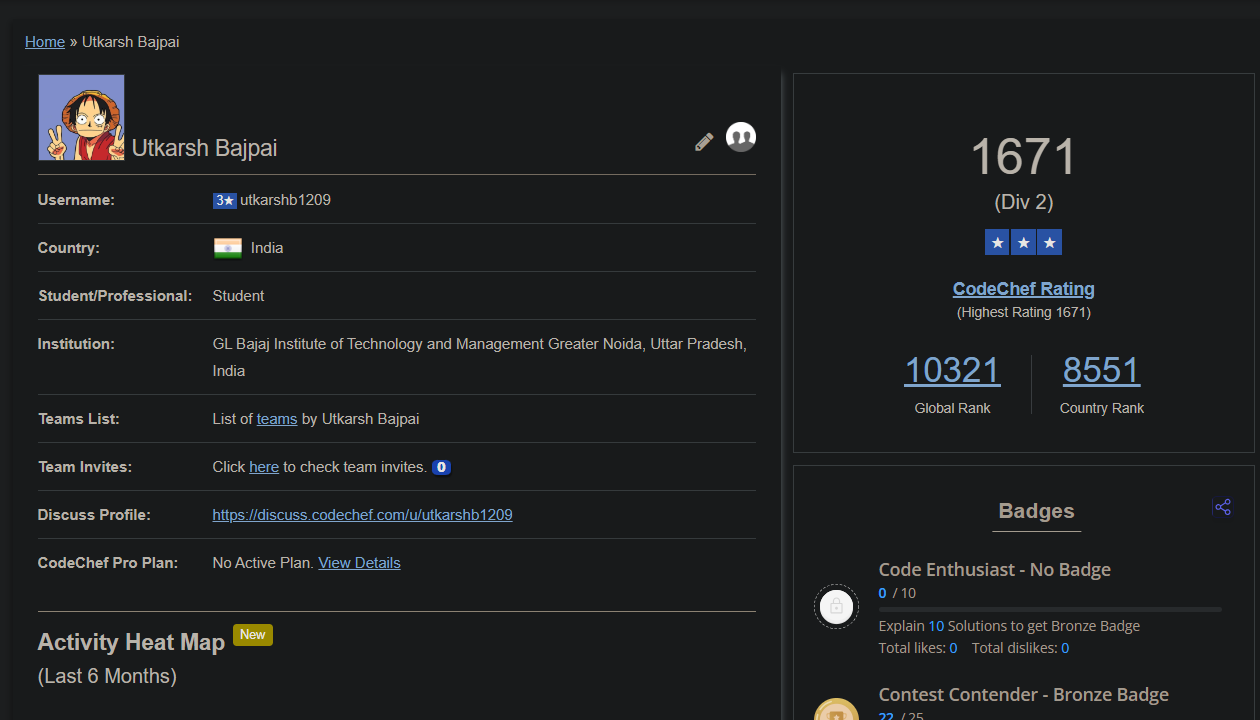 Home » Utkarsh Bajpai
Utkarsh Bajpai
Username: 3★ utkarshb1209
Country: India
Student/Professional: Student
Institution: GL Bajaj Institute of Technology and Management Greater Noida, Uttar Pradesh,
India
Teams List: List of teams by Utkarsh Bajpai
Team Invites: Click here to check team invites. 0
Discuss Profile: https://discuss.codechef.com/u/utkarshb1209
CodeChef Pro Plan: No Active Plan. View Details
Activity Heat Map New
(Last 6 Months)
1671
(Div 2)
★ ★ ★
CodeChef Rating
(Highest Rating 1671)
10321 8551
Global Rank Country Rank
Badges
Code Enthusiast - No Badge
0 / 10
Explain 10 Solutions to get Bronze Badge
Total likes: 0 Total dislikes: 0
Contest Contender - Bronze Badge
22 / 25